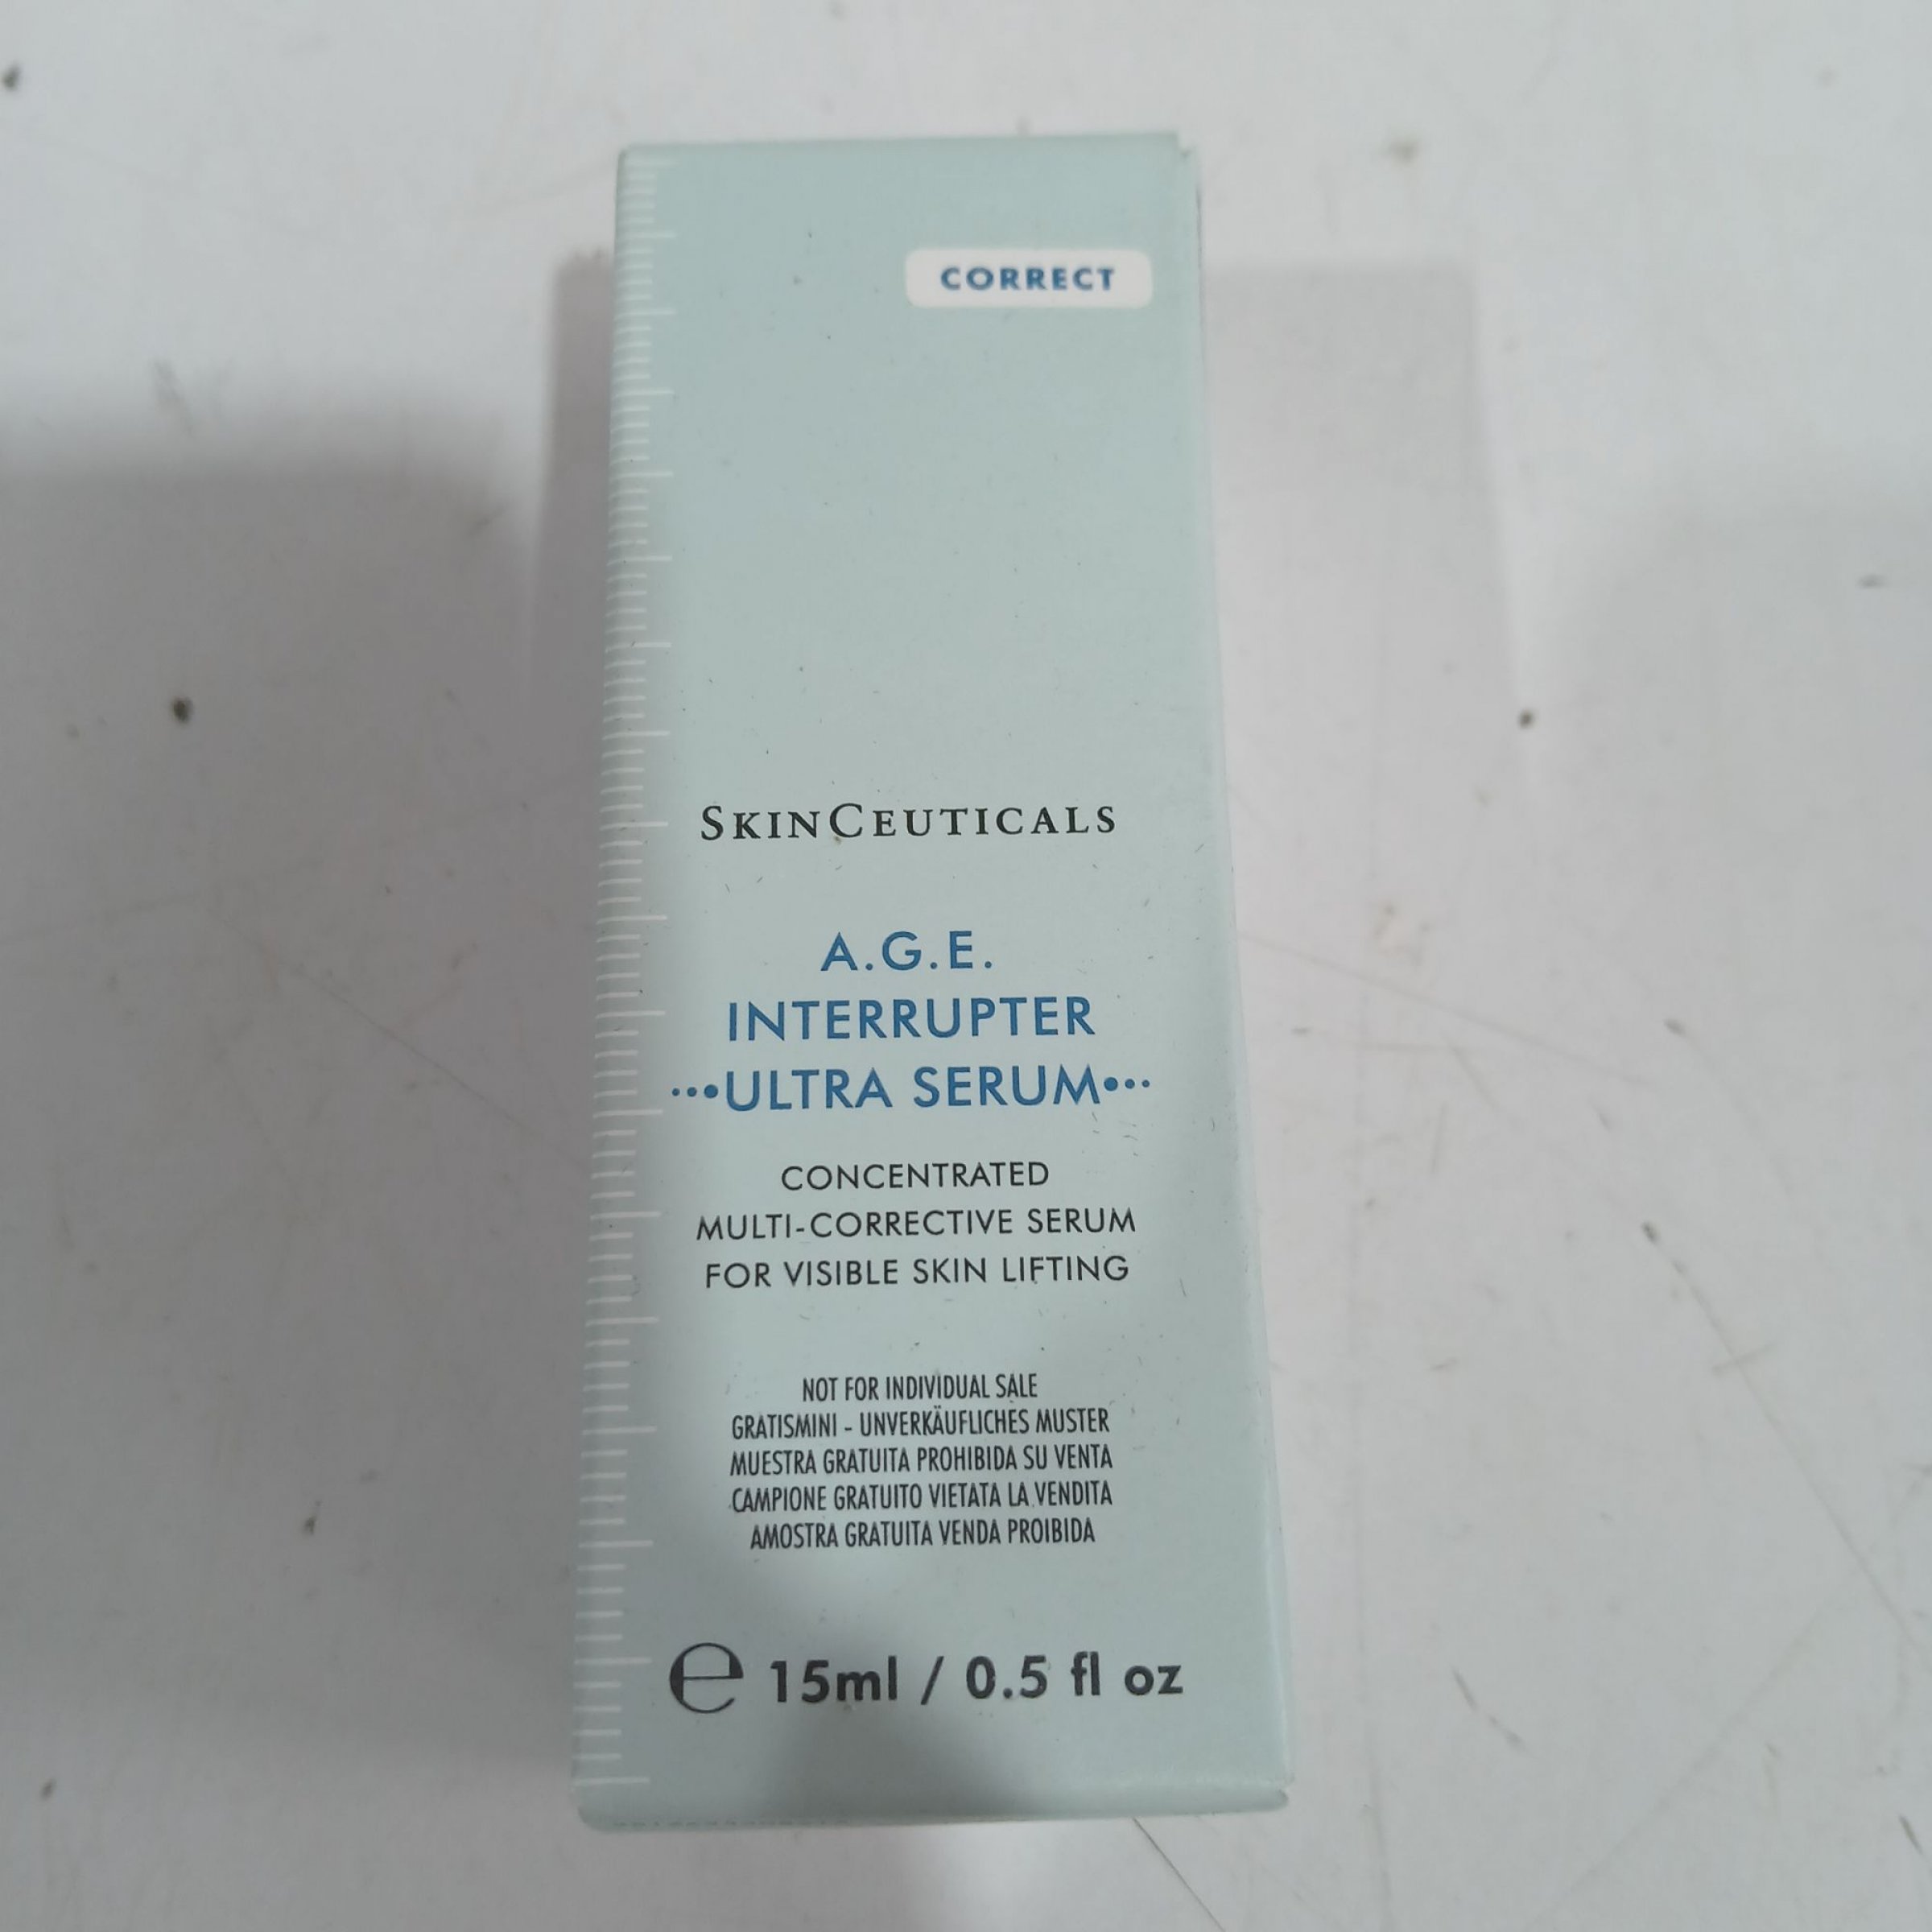 CORRECT
SKINCEUTICALS
A.G.E.
INTERRUPTER
•••ULTRA SERUM•••
CONCENTRATED
MULTI-CORRECTIVE SERUM
FOR VISIBLE SKIN LIFTING
NOT FOR INDIVIDUAL SALE
GRATISMINI - UNVERKÄUFLICHES MUSTER
MUESTRA GRATUITA PROHIBIDA SU VENTA
CAMPIONE GRATUITO VIETATA LA VENDITA
AMOSTRA GRATUITA VENDA PROIBIDA
℮ 15ml / 0.5 fl oz